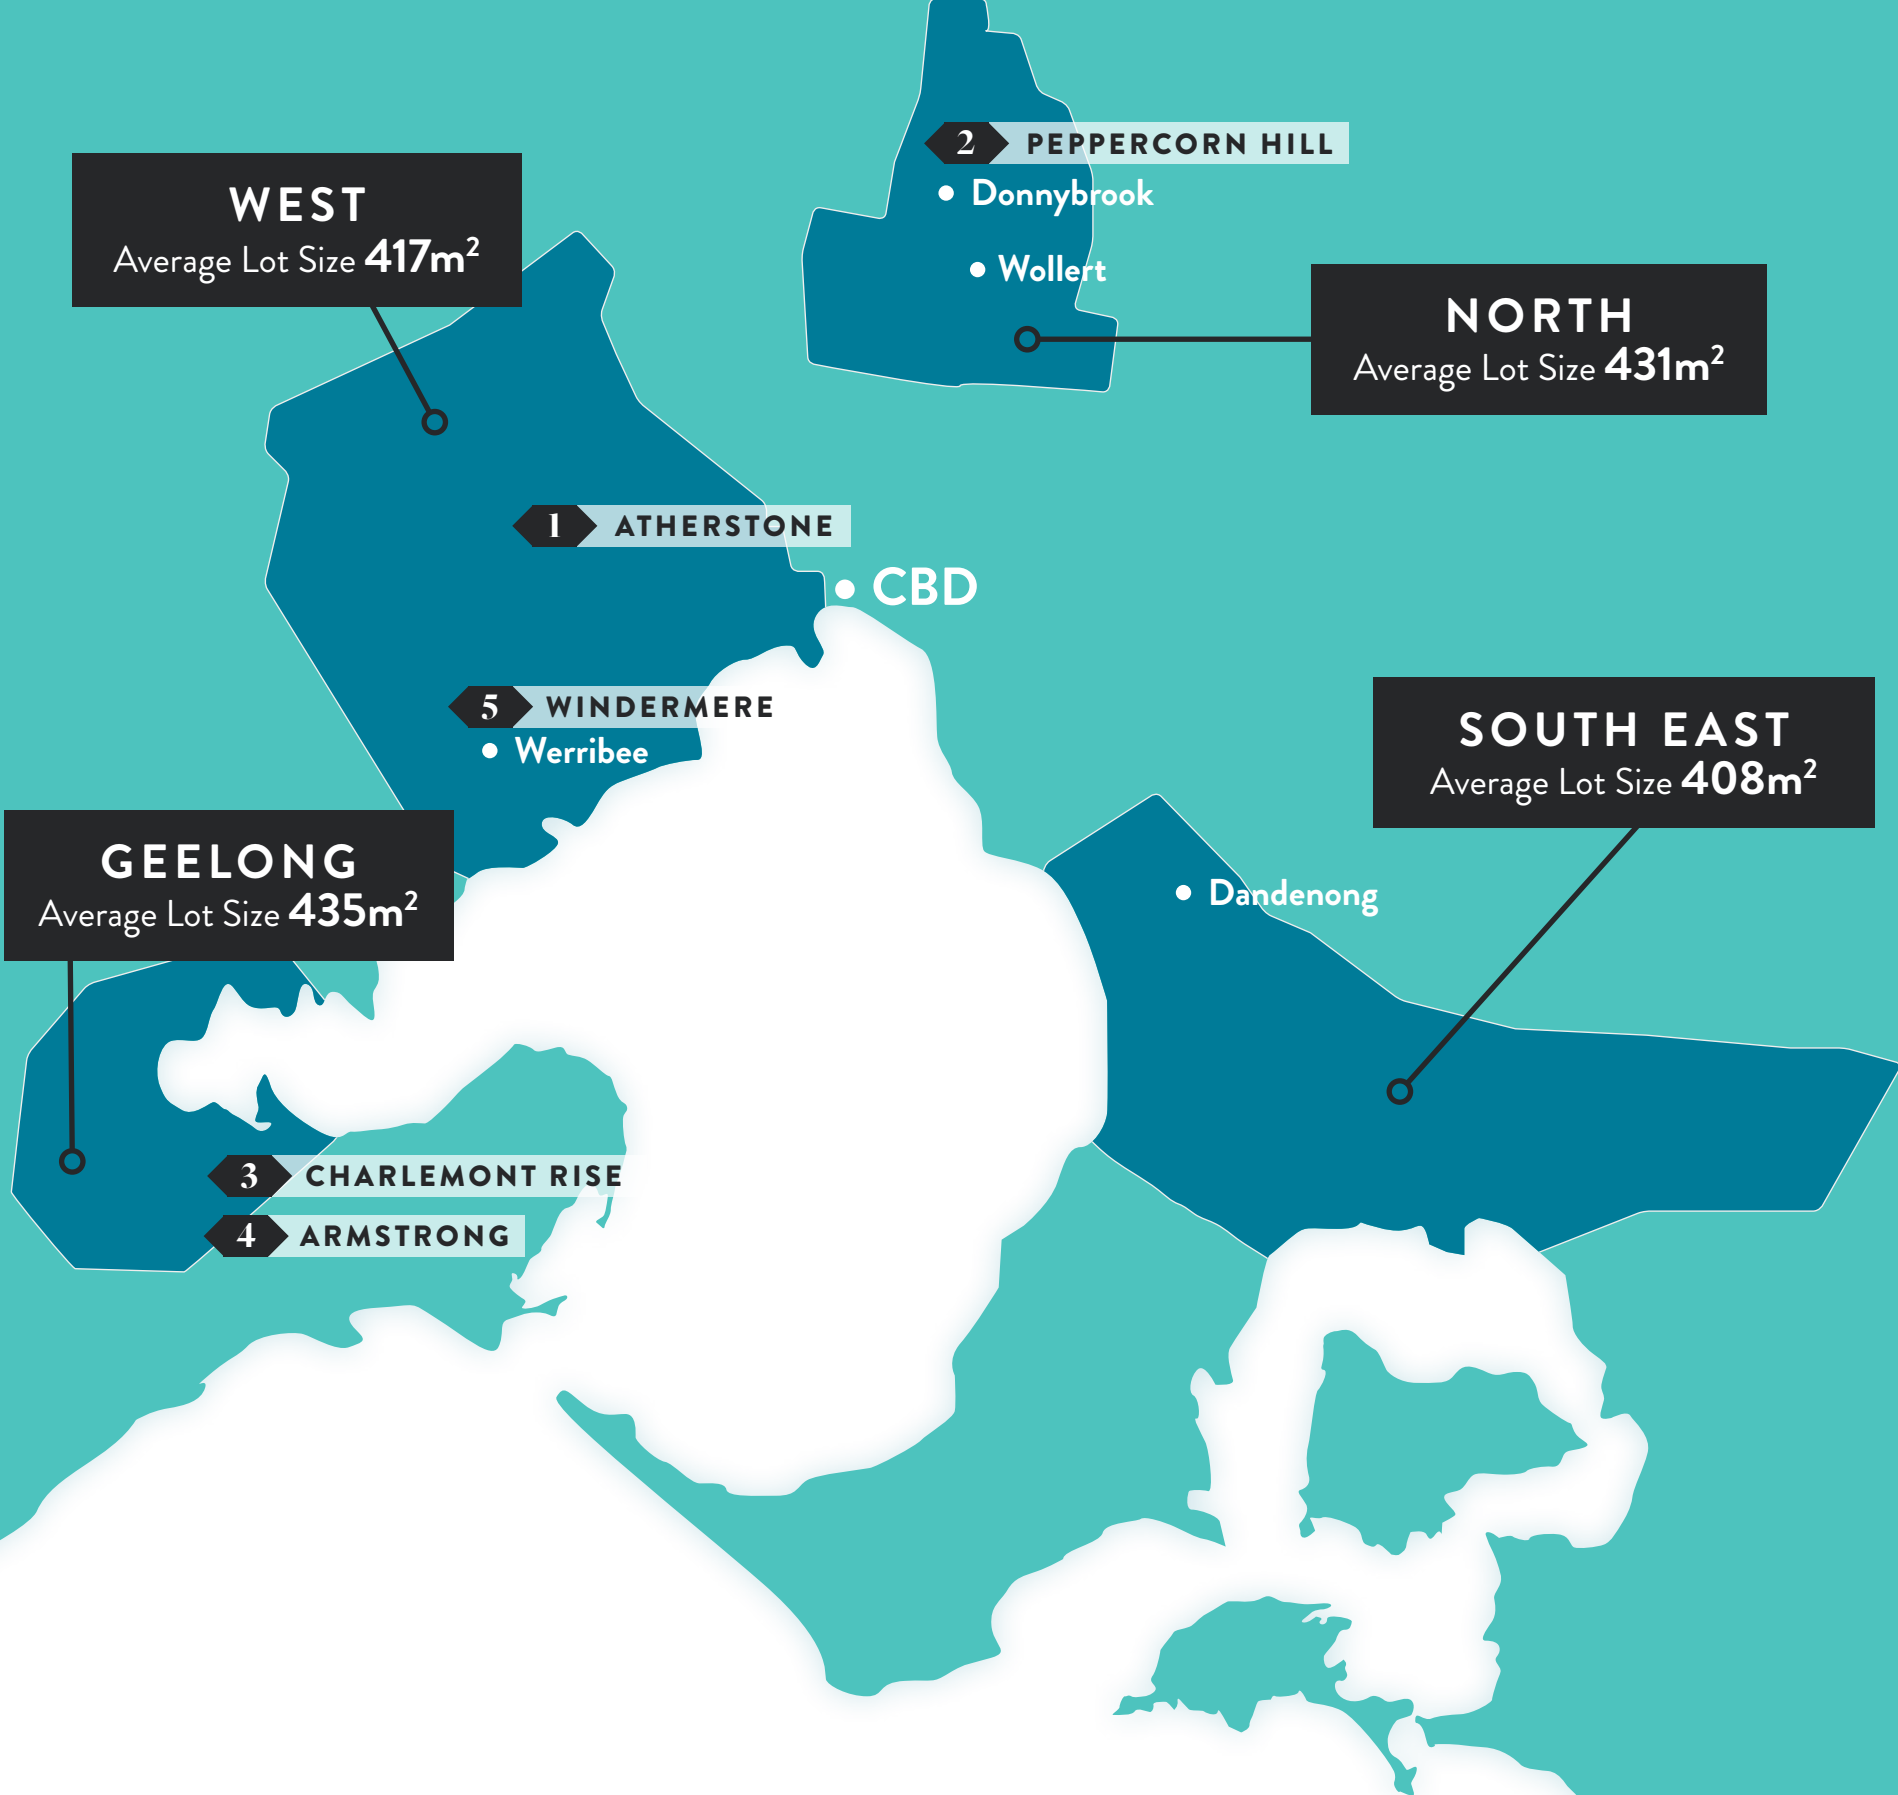 2 PEPPERCORN HILL
Donnybrook
Wollert
WEST
Average Lot Size 417m²
NORTH
Average Lot Size 431m²
1 ATHERSTONE
CBD
5 WINDERMERE
Werribee
SOUTH EAST
Average Lot Size 408m²
GEELONG
Average Lot Size 435m²
Dandenong
3 CHARLEMONT RISE
4 ARMSTRONG